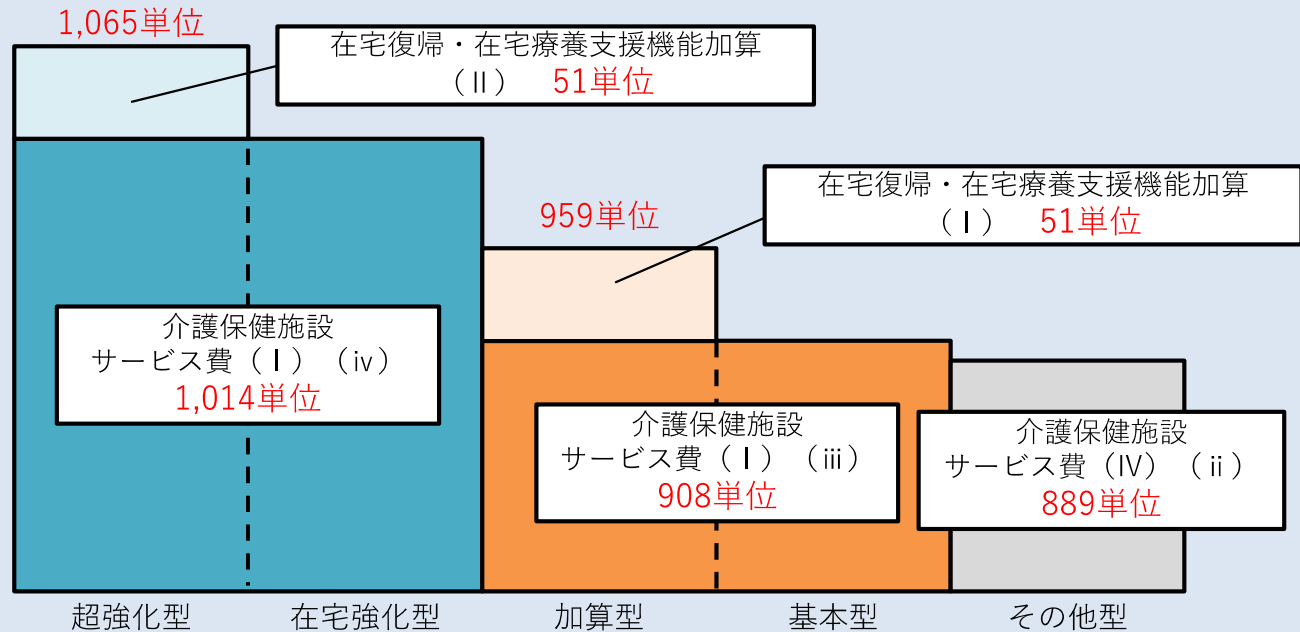 1,065単位
在宅復帰・在宅療養支援機能加算
（Ⅱ） 51単位
在宅復帰・在宅療養支援機能加算
（Ⅰ） 51単位
959単位
介護保健施設
サービス費（Ⅰ）（iv）
1,014単位
介護保健施設
サービス費（Ⅰ）（iii）
908単位
介護保健施設
サービス費（IV）（ii）
889単位
超強化型 在宅強化型 加算型 基本型 その他型